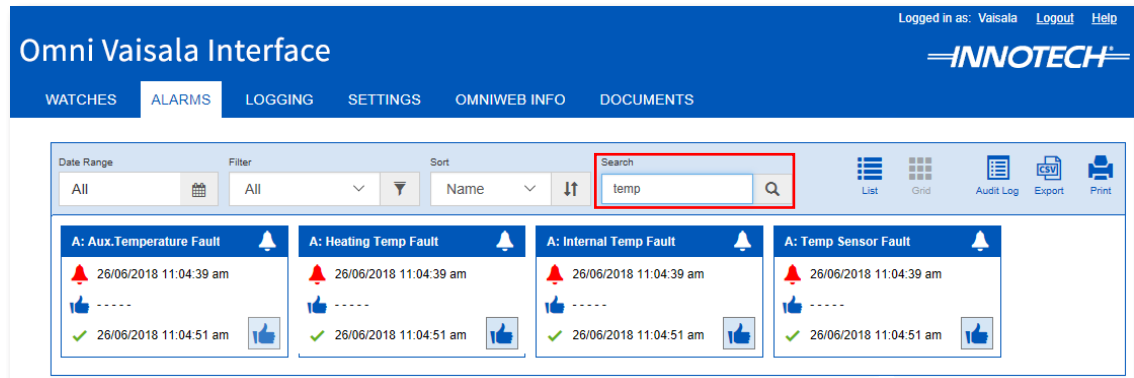 Logged in as: Vaisala Logout Help
Omni Vaisala Interface
INNOTECH
WATCHES ALARMS LOGGING SETTINGS OMNIWEB INFO DOCUMENTS
Date Range Filter Sort Search
All All Name temp
List Grid Audit Log CSV Export Print
A: Aux.Temperature Fault A: Heating Temp Fault A: Internal Temp Fault A: Temp Sensor Fault
26/06/2018 11:04:39 am 26/06/2018 11:04:39 am 26/06/2018 11:04:39 am 26/06/2018 11:04:39 am
- - - - - - - - - - - - - - - - - - - -
26/06/2018 11:04:51 am 26/06/2018 11:04:51 am 26/06/2018 11:04:51 am 26/06/2018 11:04:51 am